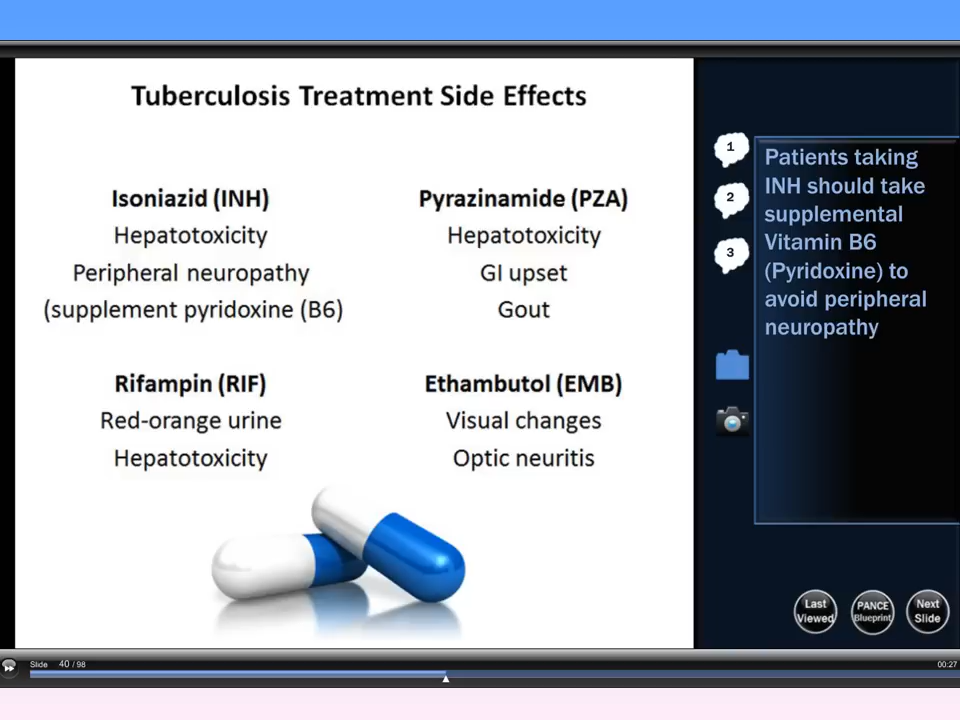 Tuberculosis Treatment Side Effects
Isoniazid (INH)
Hepatotoxicity
Peripheral neuropathy
(supplement pyridoxine (B6)
Pyrazinamide (PZA)
Hepatotoxicity
GI upset
Gout
Rifampin (RIF)
Red-orange urine
Hepatotoxicity
Ethambutol (EMB)
Visual changes
Optic neuritis
1
2
3
Patients taking
INH should take
supplemental
Vitamin B6
(Pyridoxine) to
avoid peripheral
neuropathy
Last
Viewed
PANCE
Blueprint
Next
Slide
Slide 40 / 98
00:27